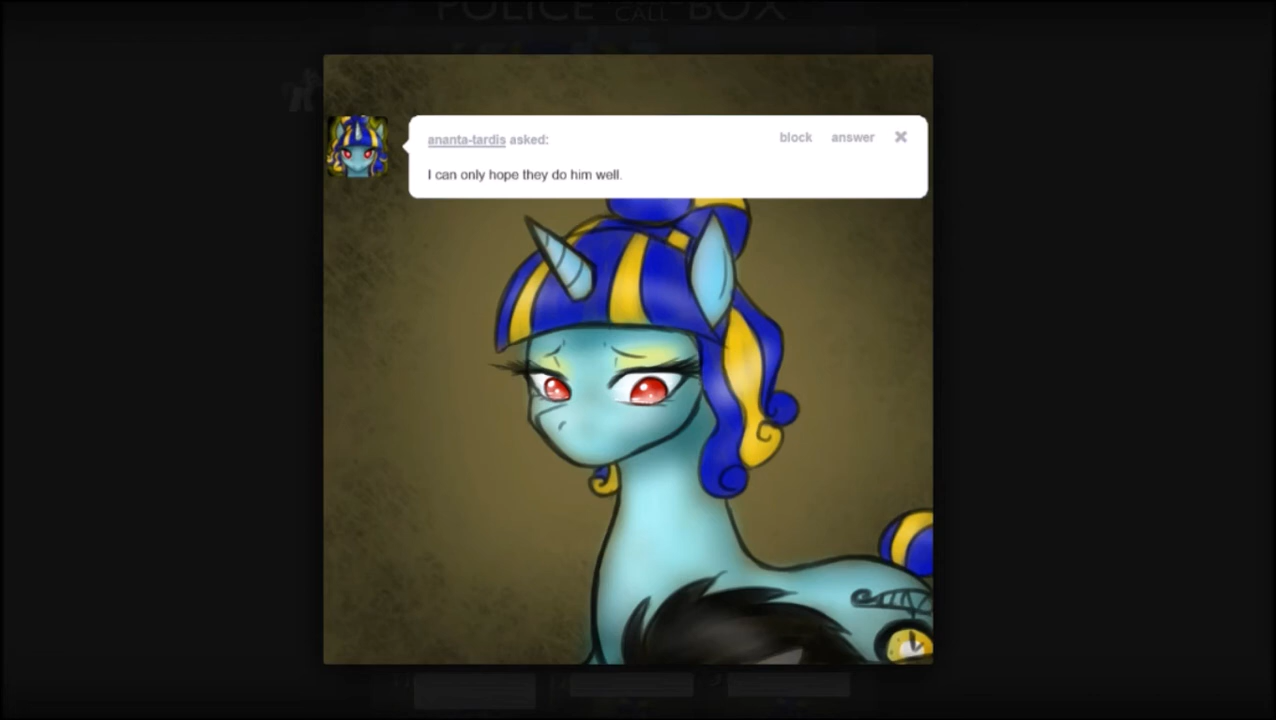 POLICE CALL BOX
ananta-tardis asked:
block answer ✖
I can only hope they do him well.